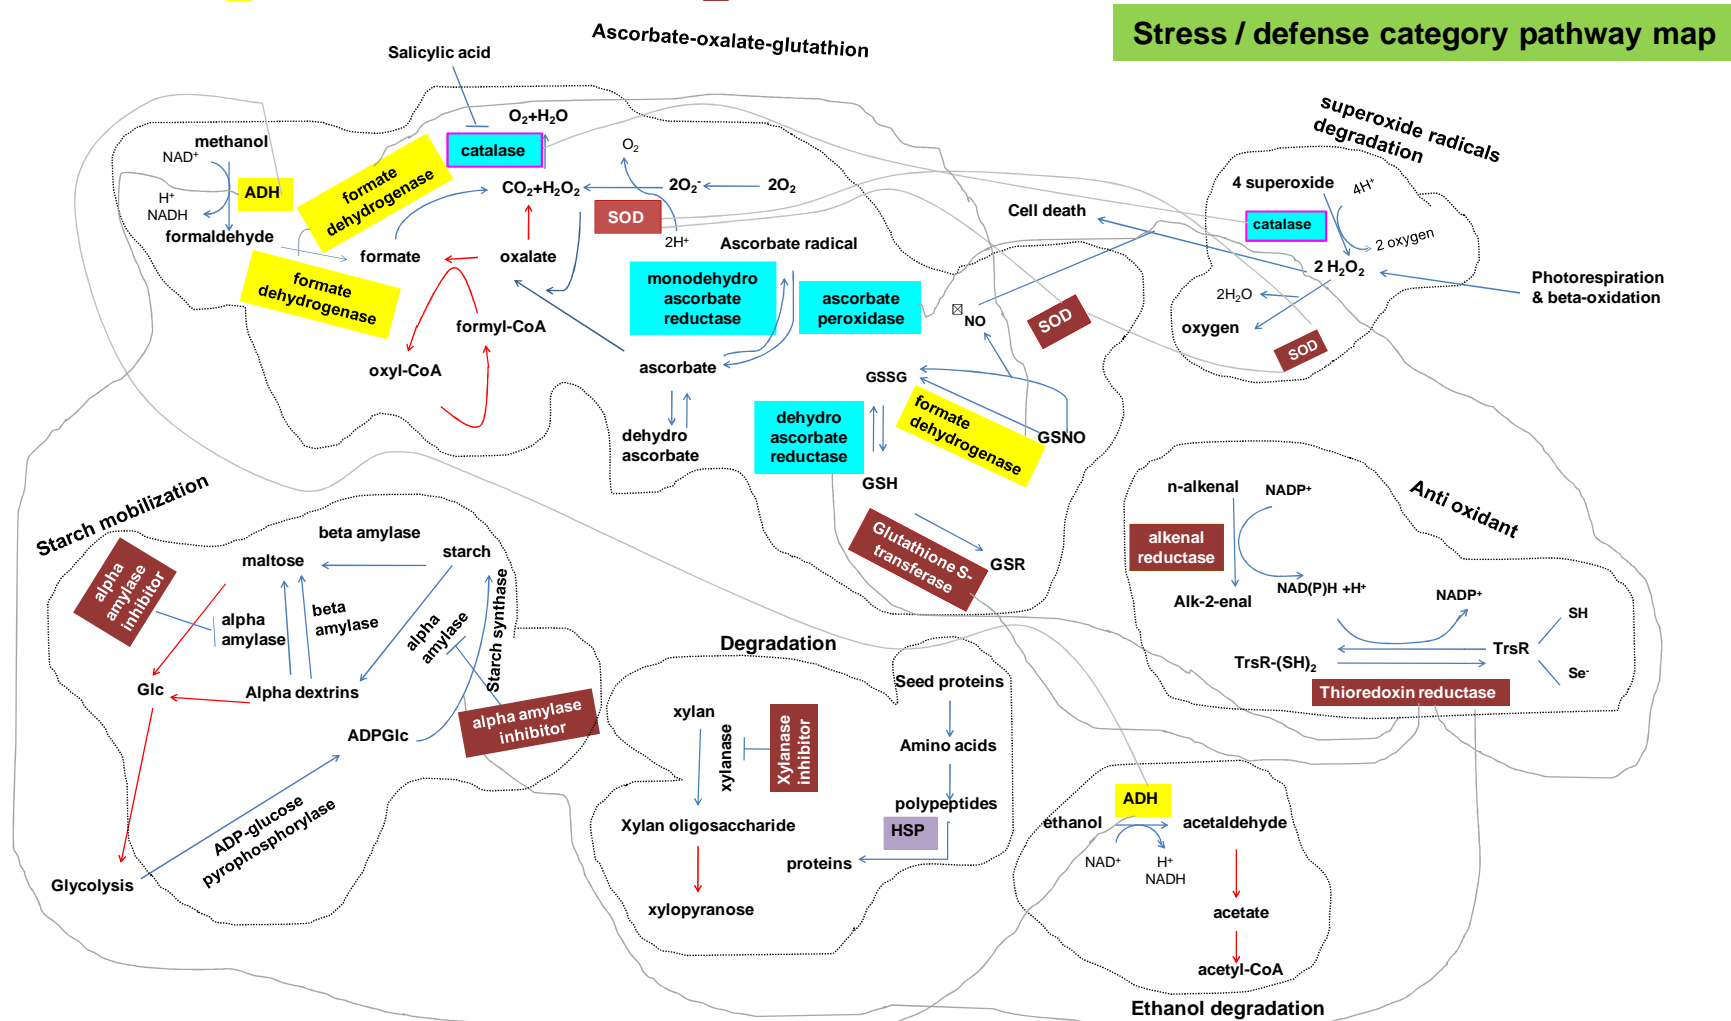 Stress / defense category pathway map
Ascorbate-oxalate-glutathion
Salicylic acid
O₂+H₂O
catalase
methanol
NAD⁺
ADH
H⁺
NADH
formaldehyde
formate
dehydrogenase
formate
dehydrogenase
formate
CO₂+H₂O₂
O₂
2O₂⁻
2O₂
SOD
2H⁺
oxalate
formyl-CoA
oxyl-CoA
Ascorbate radical
monodehydro
ascorbate
reductase
ascorbate
peroxidase
NO
SOD
ascorbate
dehydro
ascorbate
GSSG
dehydro
ascorbate
reductase
formate
dehydrogenase
GSNO
GSH
Glutathione S-
transferase
GSR
Cell death
superoxide radicals
degradation
4 superoxide
4H⁺
catalase
2 oxygen
2 H₂O₂
2H₂O
oxygen
SOD
Photorespiration
& beta-oxidation
Anti oxidant
n-alkenal
NADP⁺
alkenal
reductase
NAD(P)H +H⁺
Alk-2-enal
NADP⁺
SH
TrsR
TrsR-(SH)₂
Se⁻
Thioredoxin reductase
Starch mobilization
beta amylase
starch
maltose
alpha
amylase
inhibitor
alpha
amylase
beta
amylase
alpha
amylase
Starch synthase
Glc
Alpha dextrins
alpha amylase
inhibitor
ADPGlc
ADP-glucose
pyrophosphorylase
Glycolysis
Degradation
xylan
xylanase
Xylanase
inhibitor
Xylan oligosaccharide
xylopyranose
Seed proteins
Amino acids
polypeptides
HSP
proteins
ADH
ethanol
acetaldehyde
NAD⁺
H⁺
NADH
acetate
acetyl-CoA
Ethanol degradation